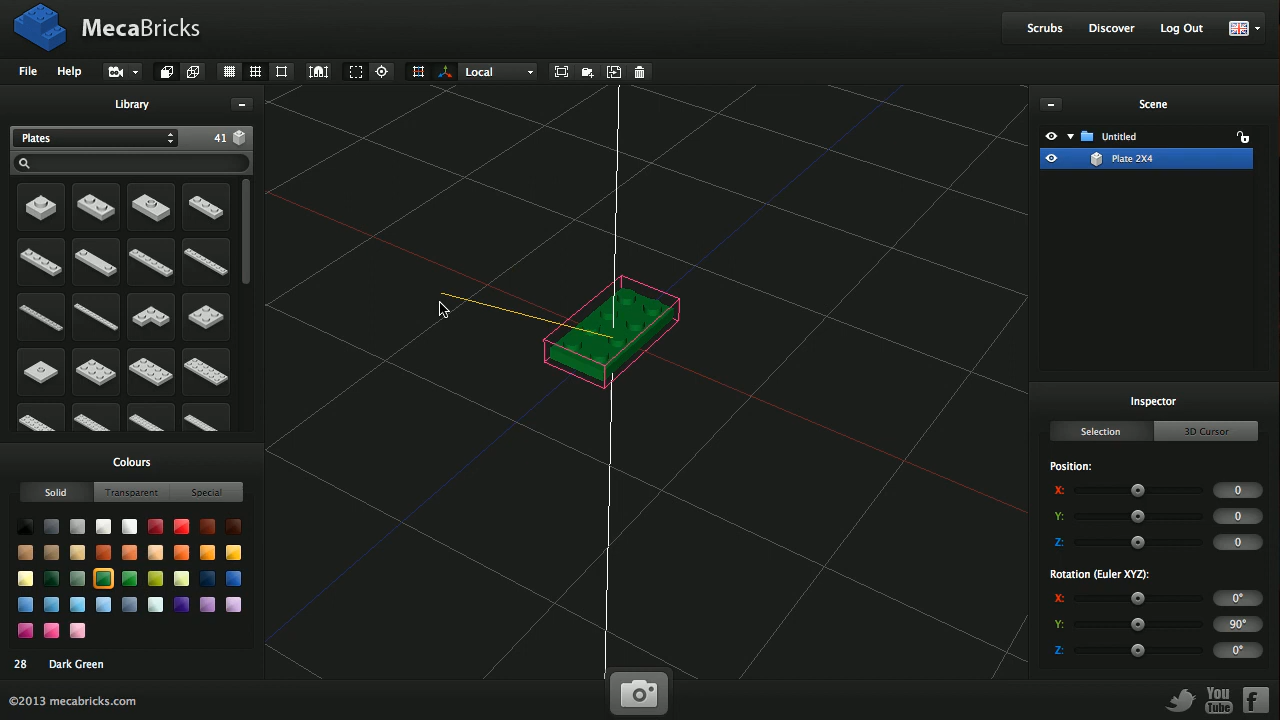 MecaBricks
Scrubs Discover Log Out
File Help Local
Library
Plates 41
Colours
Solid Transparent Special
28 Dark Green
Scene
Untitled
Plate 2X4
Inspector
Selection 3D Cursor
Position:
X: 0
Y: 0
Z: 0
Rotation (Euler XYZ):
X: 0°
Y: 90°
Z: 0°
©2013 mecabricks.com
You
Tube
f